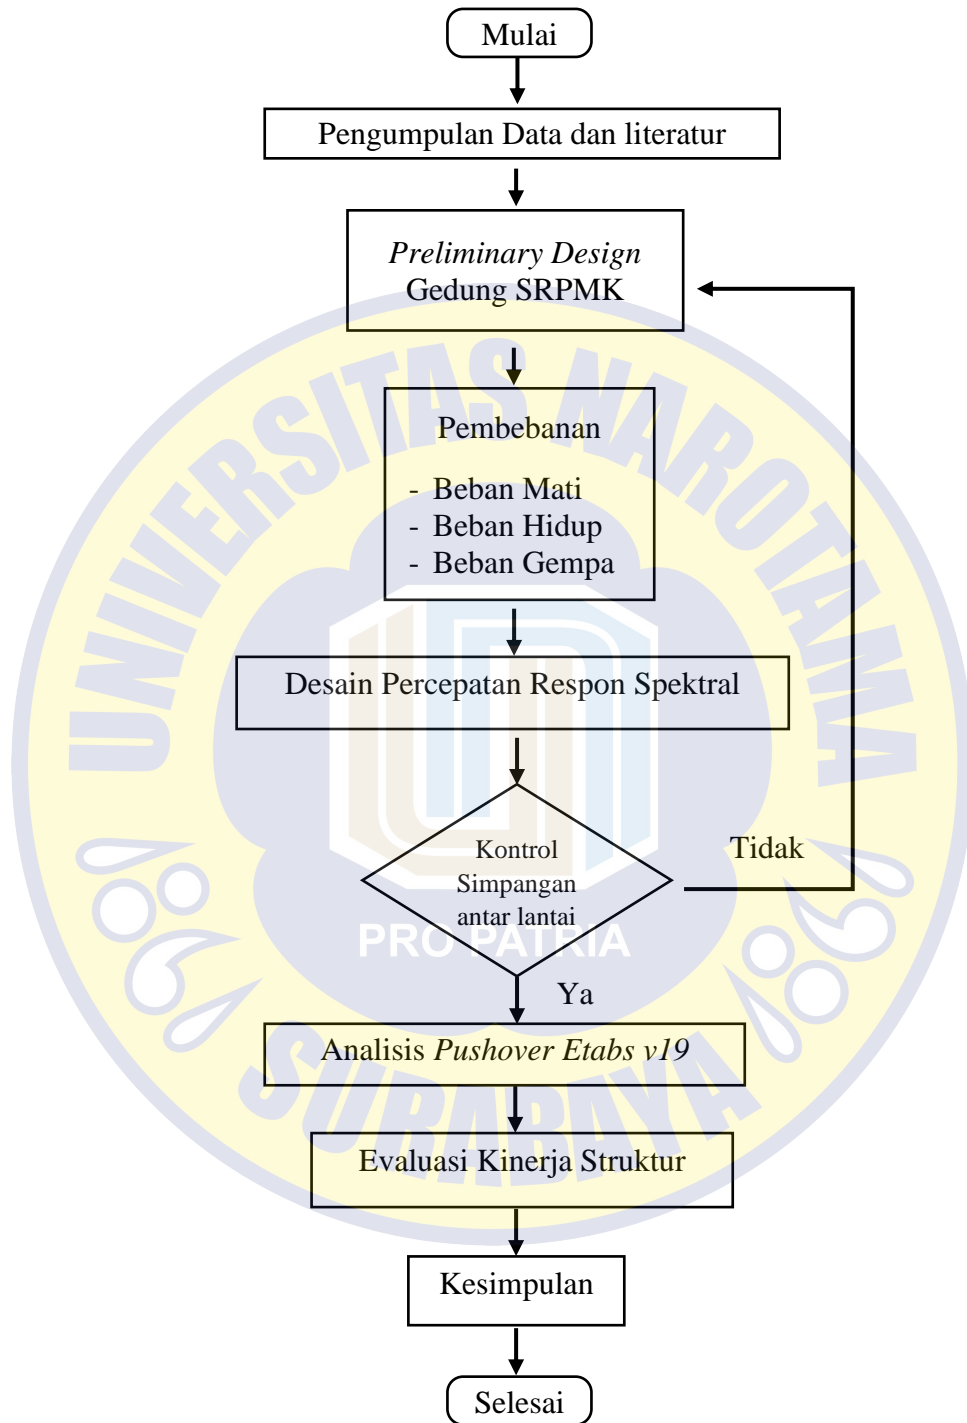 Mulai
Pengumpulan Data dan literatur
Preliminary Design
Gedung SRPMK
Pembebanan
- Beban Mati
- Beban Hidup
- Beban Gempa
Desain Percepatan Respon Spektral
Kontrol
Simpangan
antar lantai
Tidak
Ya
Analisis Pushover Etabs v19
Evaluasi Kinerja Struktur
Kesimpulan
Selesai
UNIVERSITAS NAROTAMA
PRO PATRIA
SURABAYA